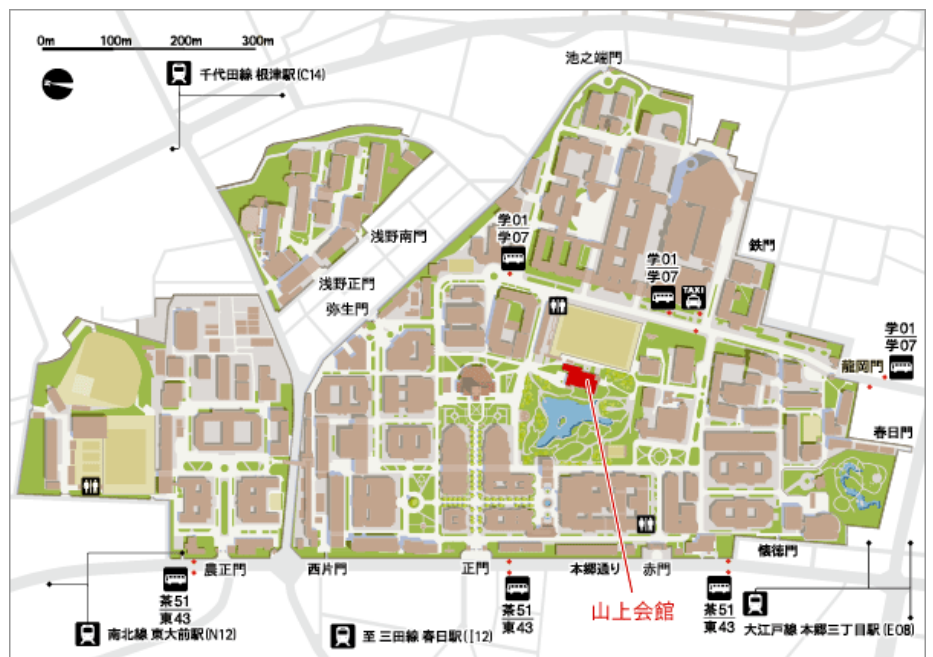 0m 100m 200m 300m
千代田線 根津駅(C14)
池之端門
浅野南門
学01
学07
学01
学07
TAXI
鉄門
浅野正門
弥生門
学01
学07
龍岡門
春日門
農正門
西片門
正門
本郷通り
赤門
懐徳門
茶51
東43
茶51
東43
茶51
東43
山上会館
南北線 東大前駅(N12)
至 三田線 春日駅(I12)
大江戸線 本郷三丁目駅(E08)